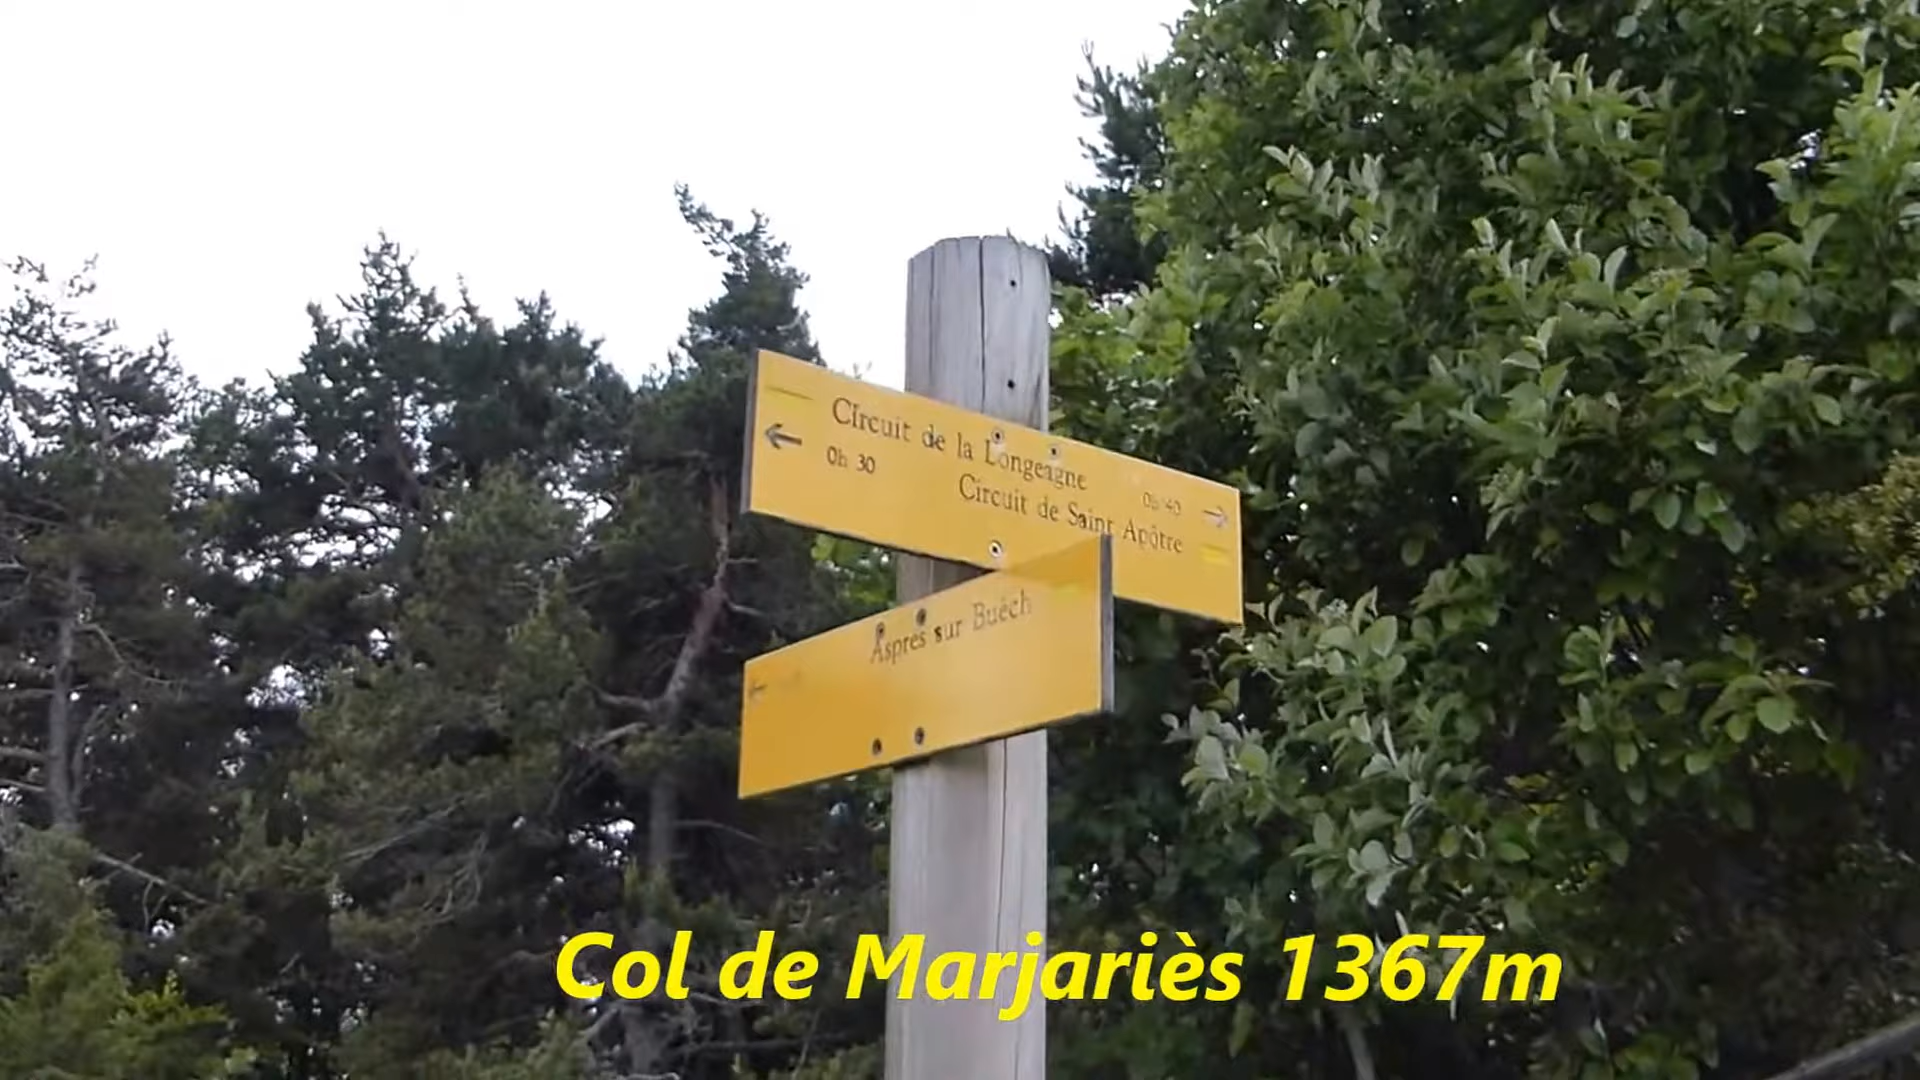 Circuit de la Longeagne
0h 30
0h 40
Circuit de Saint Apôtre
Aspres sur Buëch
Col de Marjariès 1367m